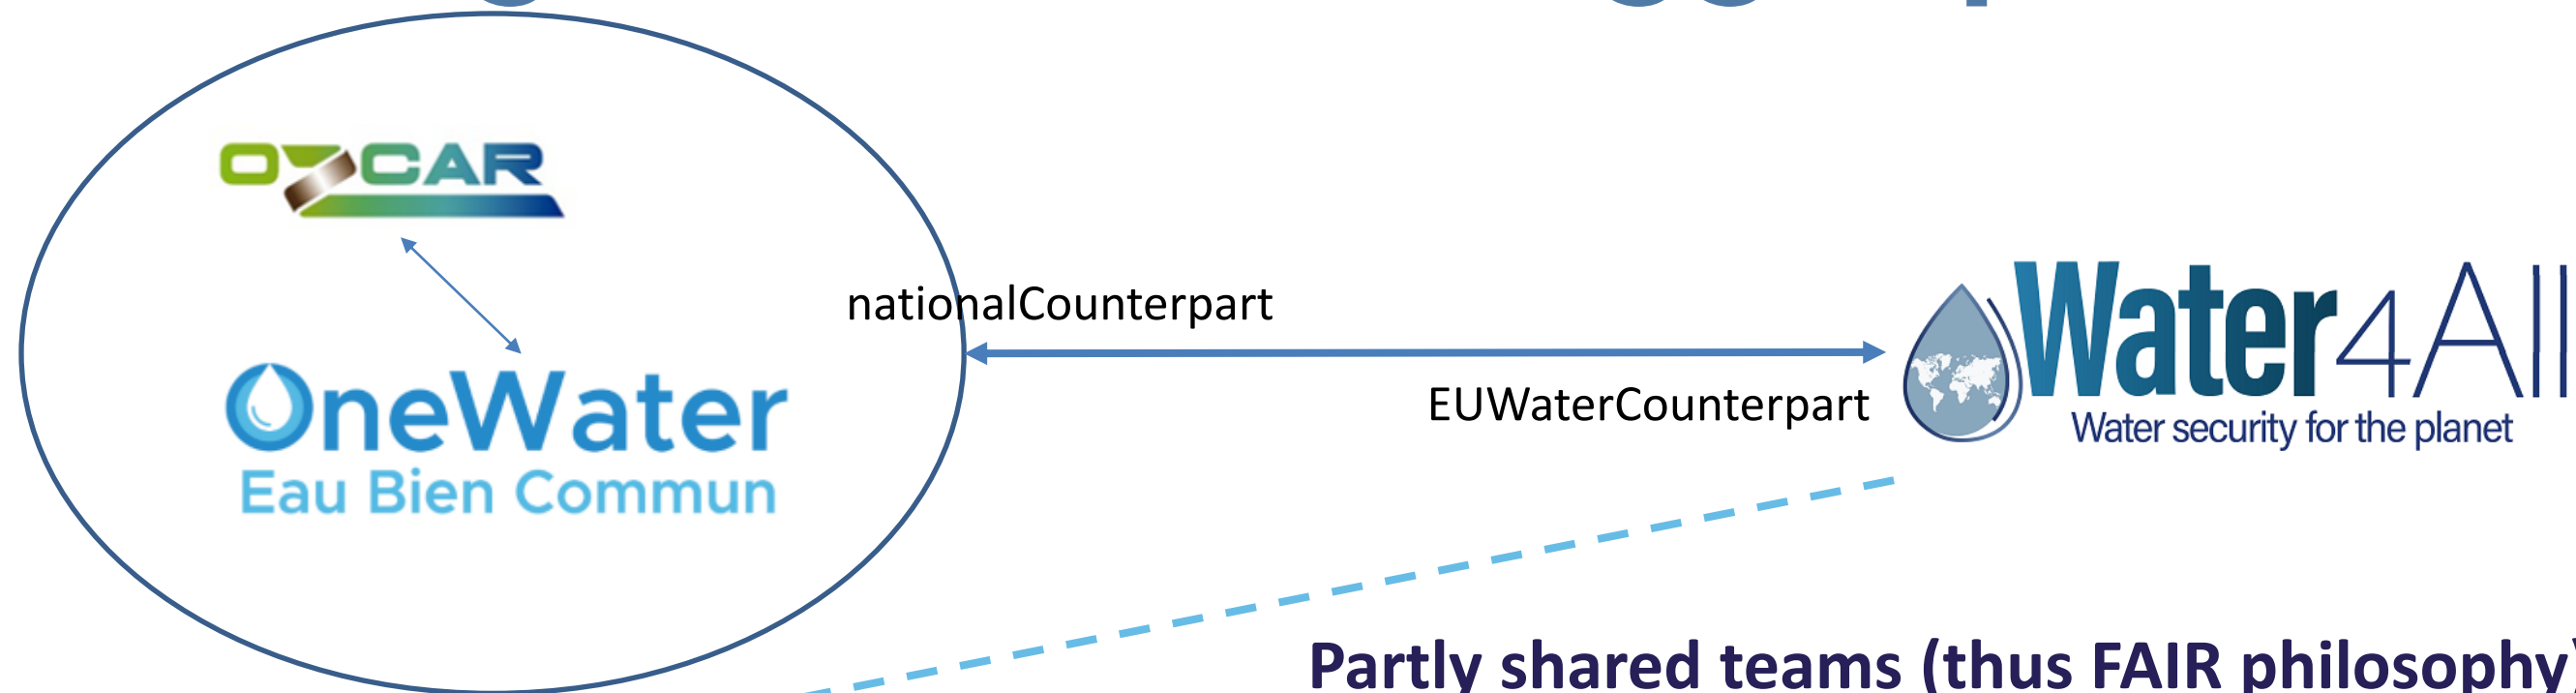 OZCAR
nationalCounterpart
OneWater
Eau Bien Commun
EUWaterCounterpart
Water4All
Water security for the planet
Partly shared teams (thus FAIR philosophy)